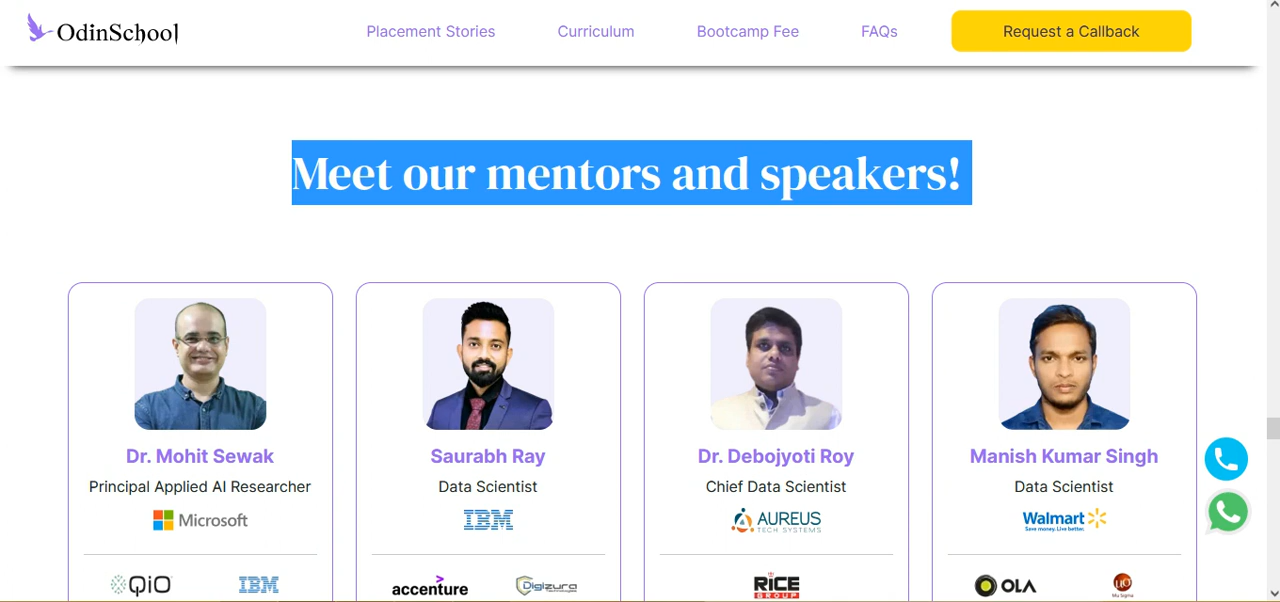 OdinSchool
Placement Stories
Curriculum
Bootcamp Fee
FAQs
Request a Callback
Meet our mentors and speakers!
Dr. Mohit Sewak
Principal Applied AI Researcher
Microsoft
QiO
IBM
Saurabh Ray
Data Scientist
IBM
accenture
Digizura
Technologies
Dr. Debojyoti Roy
Chief Data Scientist
AUREUS
TECH SYSTEMS
RICE
GROUP
Manish Kumar Singh
Data Scientist
Walmart
Save money. Live better.
OLA
Mu Sigma